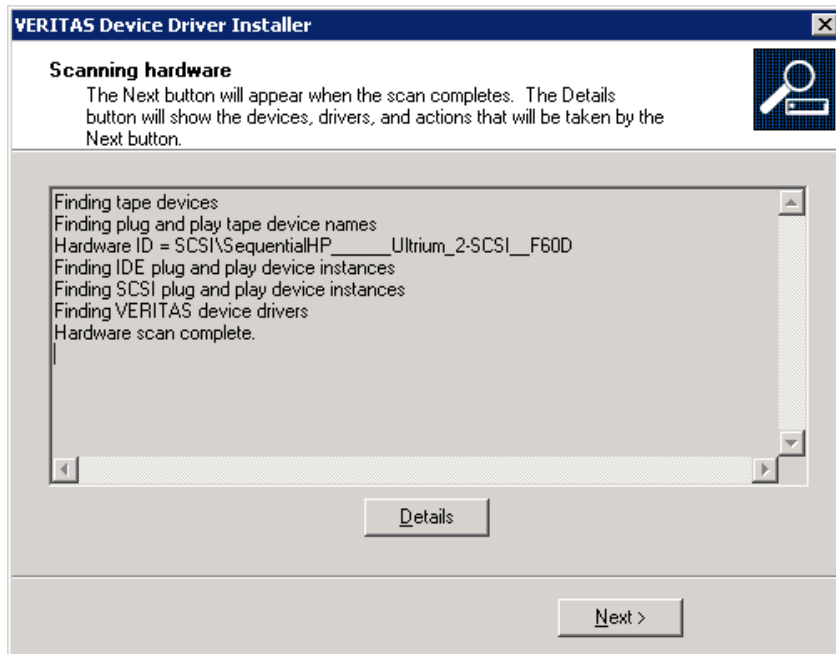 VERITAS Device Driver Installer
Scanning hardware
The Next button will appear when the scan completes.  The Details
button will show the devices, drivers, and actions that will be taken by the
Next button.
Finding tape devices
Finding plug and play tape device names
Hardware ID = SCSI\SequentialHP______Ultrium_2-SCSI__F60D
Finding IDE plug and play device instances
Finding SCSI plug and play device instances
Finding VERITAS device drivers
Hardware scan complete.
Details
Next >